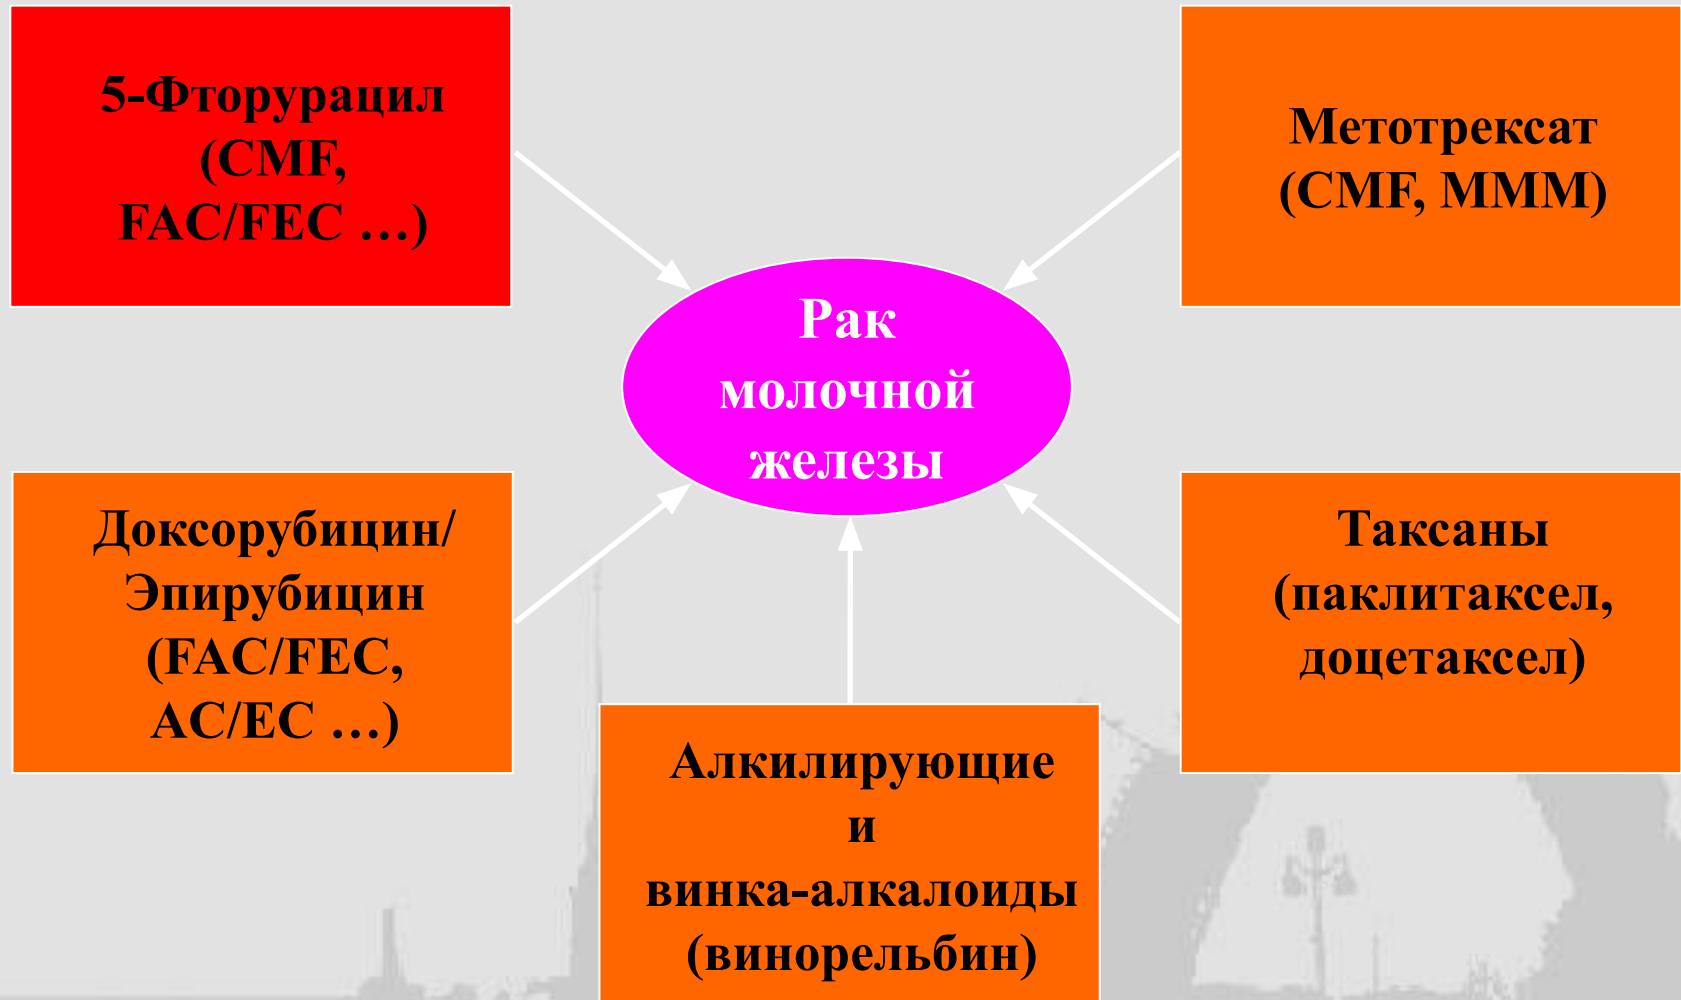 5-Фторурацил
(CMF,
FAC/FEC …)
Метотрексат
(CMF, MMM)
Рак
молочной
железы
Доксорубицин/
Эпирубицин
(FAC/FEC,
AC/EC …)
Таксаны
(паклитаксел,
доцетаксел)
Алкилирующие
и
винка-алкалоиды
(винорельбин)